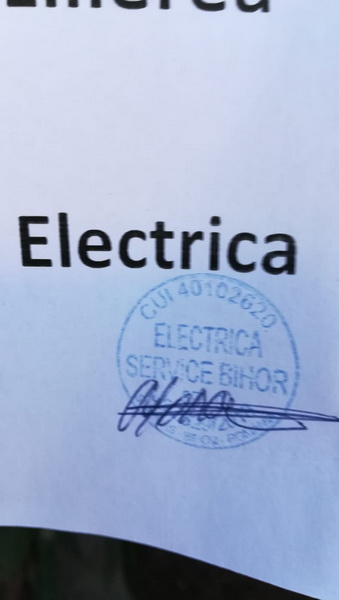 Electrica
CUI 40102620
ELECTRICA
SERVICE BIHOR